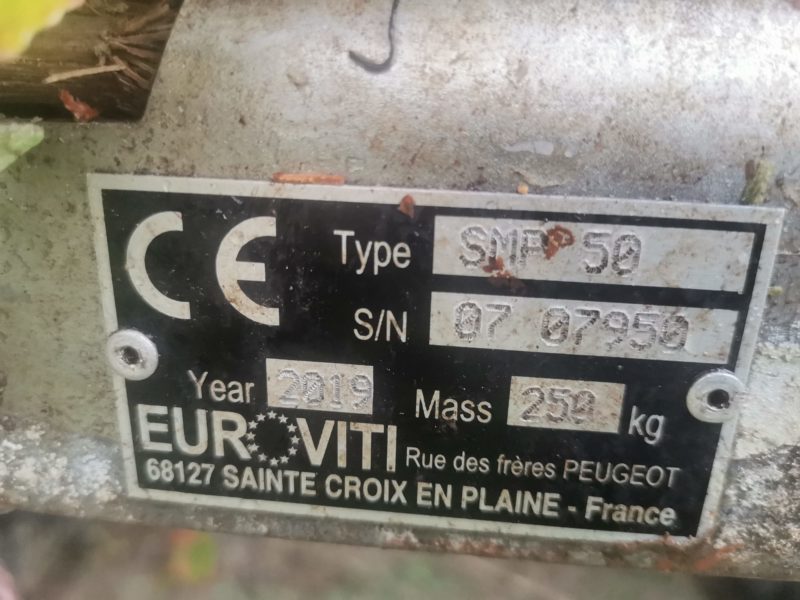 CE
Type SMP 50
S/N 07 07950
Year 2019 Mass 250 kg
EUROVITI Rue des frères PEUGEOT
68127 SAINTE CROIX EN PLAINE - France